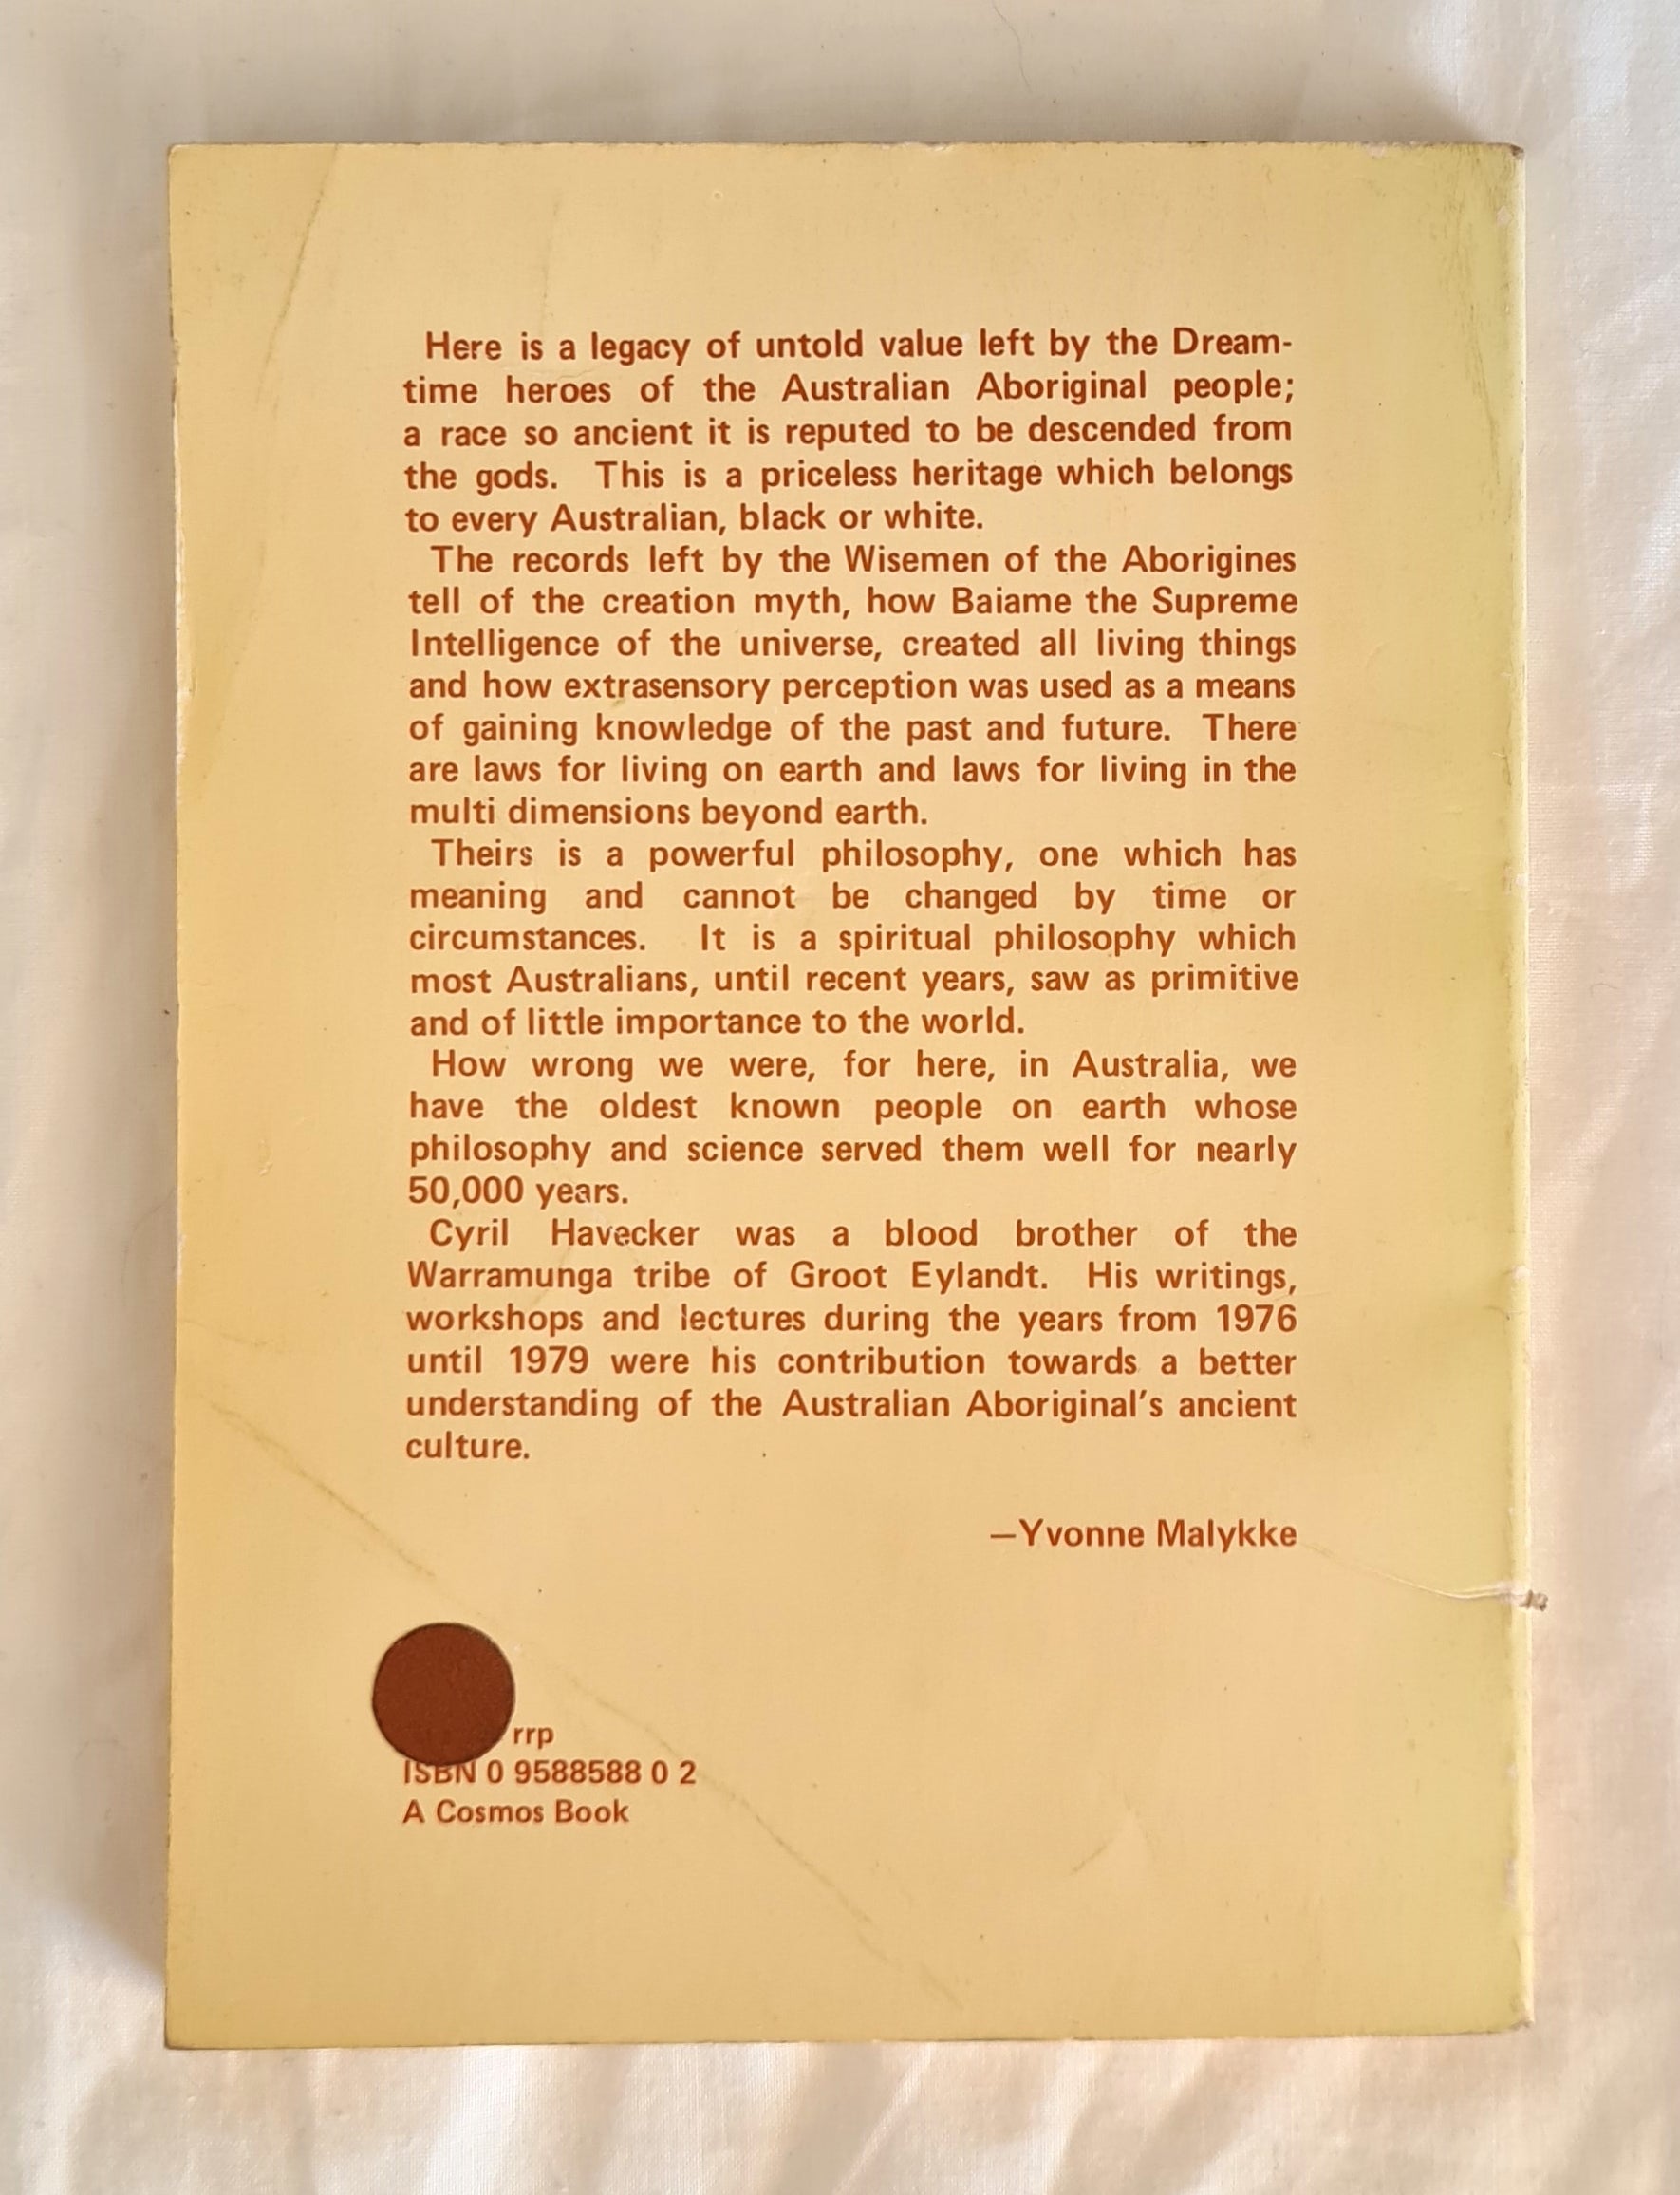 Here is a legacy of untold value left by the Dream-
time heroes of the Australian Aboriginal people;
a race so ancient it is reputed to be descended from
the gods. This is a priceless heritage which belongs
to every Australian, black or white.
The records left by the Wisemen of the Aborigines
tell of the creation myth, how Baiame the Supreme
Intelligence of the universe, created all living things
and how extrasensory perception was used as a means
of gaining knowledge of the past and future. There
are laws for living on earth and laws for living in the
multi dimensions beyond earth.
Theirs is a powerful philosophy, one which has
meaning and cannot be changed by time or
circumstances. It is a spiritual philosophy which
most Australians, until recent years, saw as primitive
and of little importance to the world.
How wrong we were, for here, in Australia, we
have the oldest known people on earth whose
philosophy and science served them well for nearly
50,000 years.
Cyril Havecker was a blood brother of the
Warramunga tribe of Groot Eylandt. His writings,
workshops and lectures during the years from 1976
until 1979 were his contribution towards a better
understanding of the Australian Aboriginal's ancient
culture.
—Yvonne Malykke
rrp
ISBN 0 9588588 0 2
A Cosmos Book